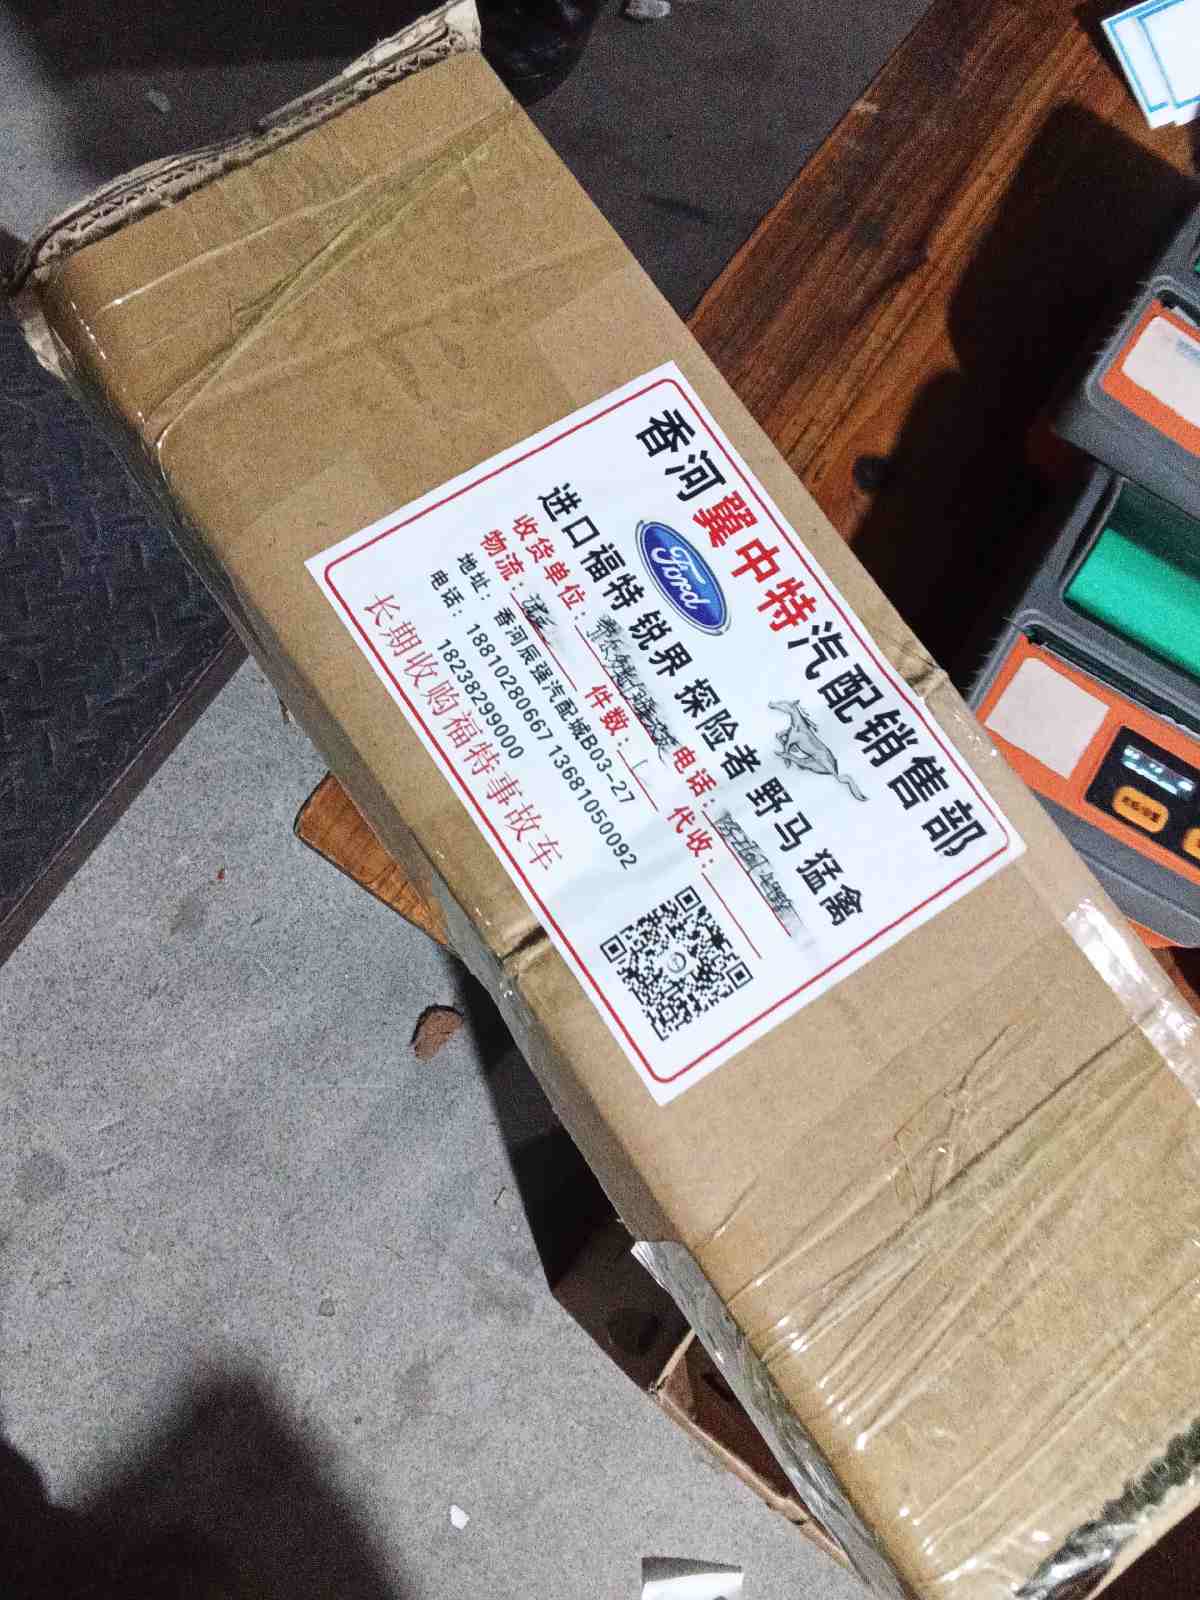 香河翼中特汽配销售部
Ford
进口福特 锐界 探险者 野马 猛禽
收货单位： 电话：
物流： 件数：1 代收：
地址：香河辰强汽配城B03-27
电话：18810280667 13681050092
18238299000
长期收购福特事故车